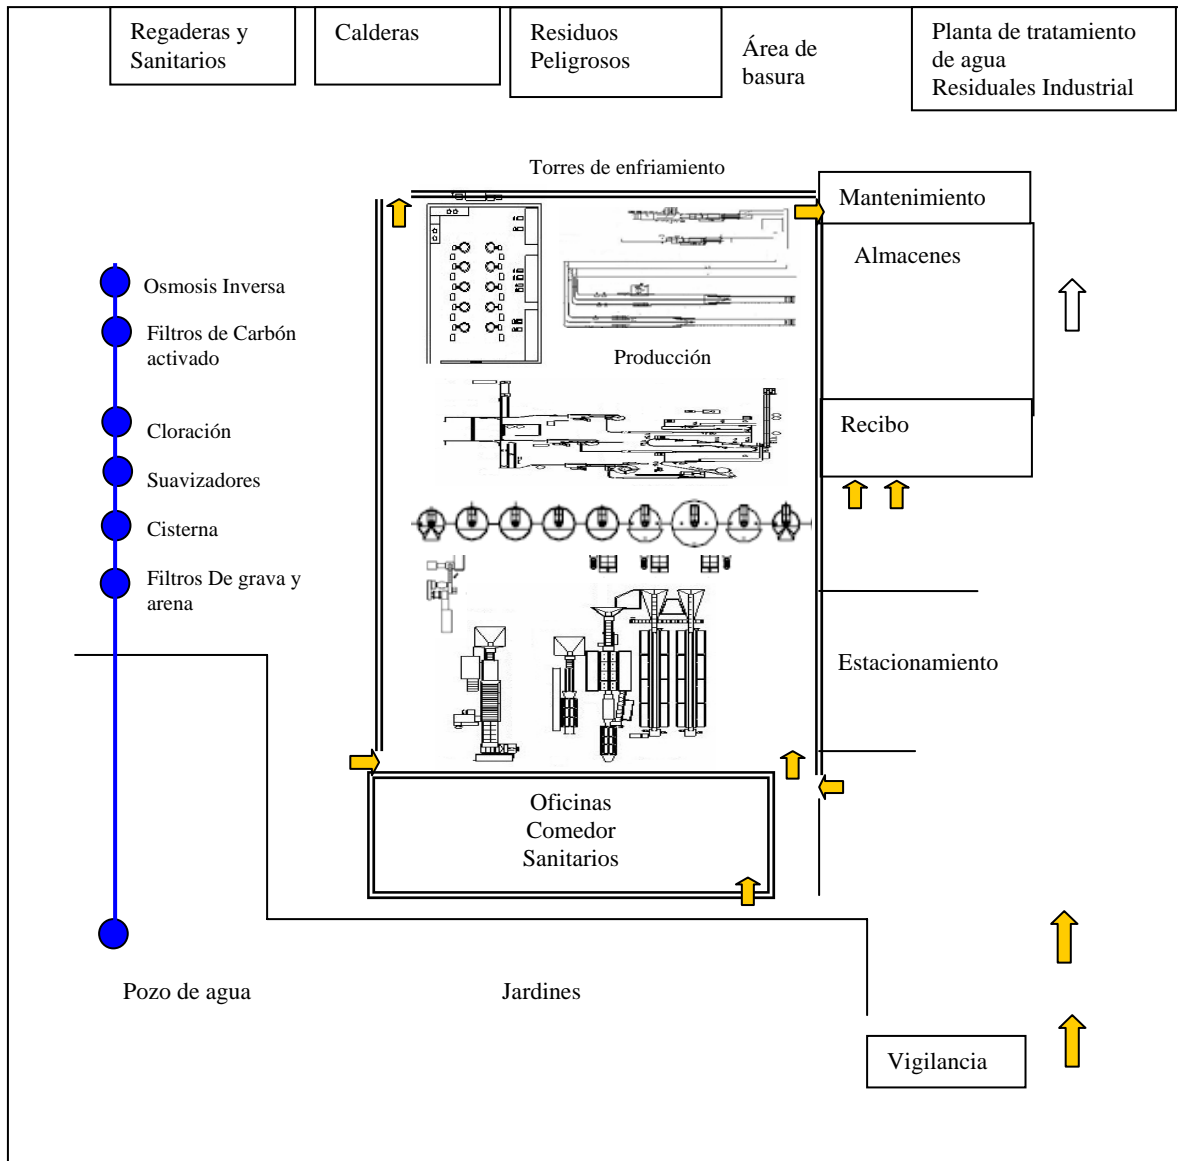 Regaderas y
Sanitarios
Calderas
Residuos
Peligrosos
Área de
basura
Planta de tratamiento
de agua
Residuales Industrial
Torres de enfriamiento
Mantenimiento
Almacenes
Osmosis Inversa
Filtros de Carbón
activado
Producción
Cloración
Recibo
Suavizadores
Cisterna
Filtros De grava y
arena
Estacionamiento
Oficinas
Comedor
Sanitarios
Pozo de agua
Jardines
Vigilancia